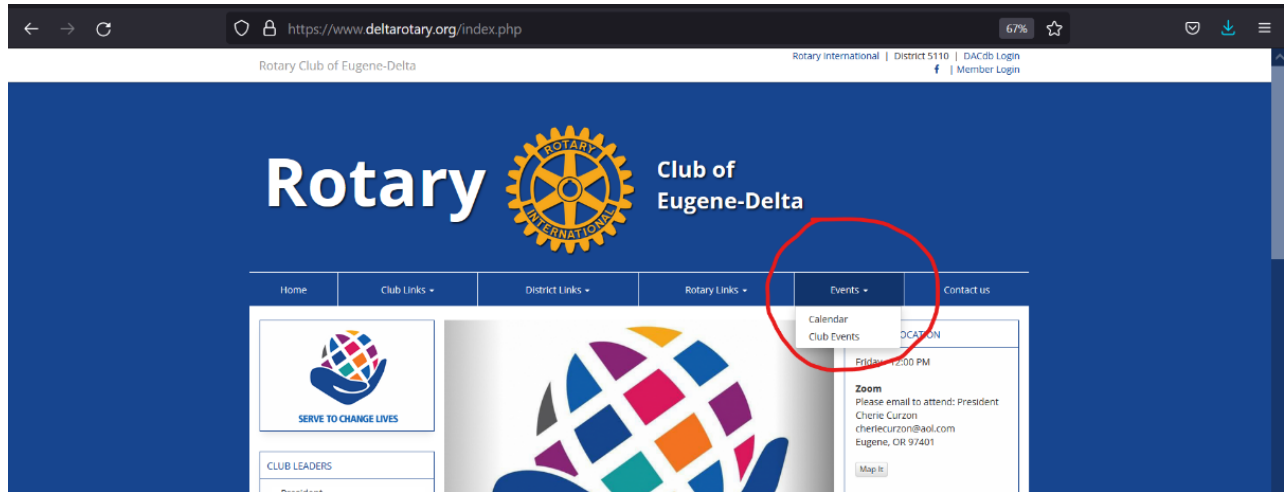 https://www.deltarotary.org/index.php
67%
Rotary Club of Eugene-Delta
Rotary International | District 5110 | DACdb Login
f | Member Login
Rotary
ROTARY
INTERNATIONAL
Club of
Eugene-Delta
Home Club Links District Links Rotary Links Events Contact us
Calendar
Club Events
SERVE TO CHANGE LIVES
CLUB LEADERS
President
OCATION
Friday 12:00 PM
Zoom
Please email to attend: President
Cherie Curzon
cheriecurzon@aol.com
Eugene, OR 97401
Map It